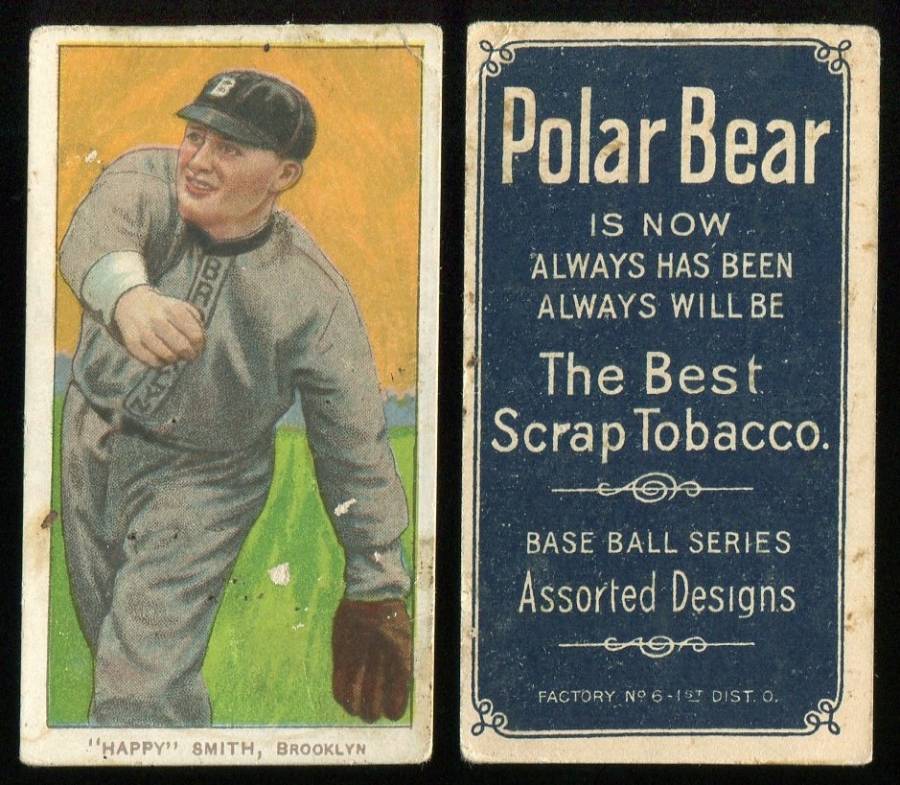 B
"HAPPY" SMITH, BROOKLYN
Polar Bear
IS NOW
ALWAYS HAS BEEN
ALWAYS WILL BE
The Best
Scrap Tobacco.
BASE BALL SERIES
Assorted Designs
FACTORY Nº 6-1ST DIST. O.